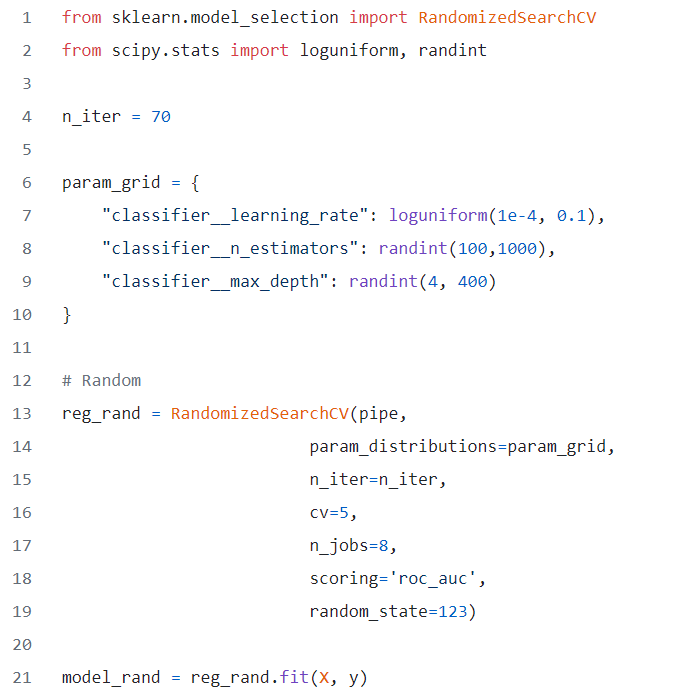 1 from sklearn.model_selection import RandomizedSearchCV
2 from scipy.stats import loguniform, randint
3
4 n_iter = 70
5
6 param_grid = {
7     "classifier__learning_rate": loguniform(1e-4, 0.1),
8     "classifier__n_estimators": randint(100,1000),
9     "classifier__max_depth": randint(4, 400)
10 }
11
12 # Random
13 reg_rand = RandomizedSearchCV(pipe,
14                          param_distributions=param_grid,
15                          n_iter=n_iter,
16                          cv=5,
17                          n_jobs=8,
18                          scoring='roc_auc',
19                          random_state=123)
20
21 model_rand = reg_rand.fit(X, y)